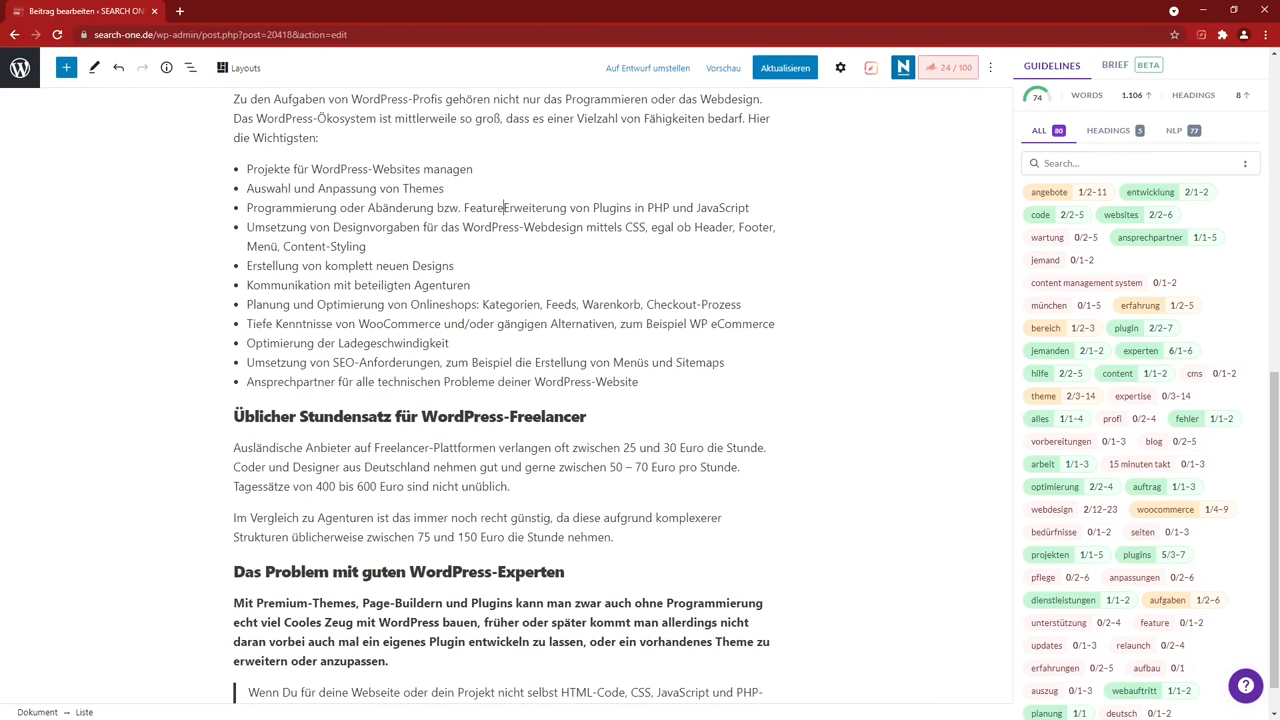 Beitrag bearbeiten ‹ SEARCH ON
search-one.de/wp-admin/post.php?post=20418&action=edit
Layouts
Auf Entwurf umstellen
Vorschau
Aktualisieren
24 / 100
Zu den Aufgaben von WordPress-Profis gehören nicht nur das Programmieren oder das Webdesign.
Das WordPress-Ökosystem ist mittlerweile so groß, dass es einer Vielzahl von Fähigkeiten bedarf. Hier
die Wichtigsten:
• Projekte für WordPress-Websites managen
• Auswahl und Anpassung von Themes
• Programmierung oder Abänderung bzw. FeatureErweiterung von Plugins in PHP und JavaScript
• Umsetzung von Designvorgaben für das WordPress-Webdesign mittels CSS, egal ob Header, Footer,
Menü, Content-Styling
• Erstellung von komplett neuen Designs
• Kommunikation mit beteiligten Agenturen
• Planung und Optimierung von Onlineshops: Kategorien, Feeds, Warenkorb, Checkout-Prozess
• Tiefe Kenntnisse von WooCommerce und/oder gängigen Alternativen, zum Beispiel WP eCommerce
• Optimierung der Ladegeschwindigkeit
• Umsetzung von SEO-Anforderungen, zum Beispiel die Erstellung von Menüs und Sitemaps
• Ansprechpartner für alle technischen Probleme deiner WordPress-Website
Üblicher Stundensatz für WordPress-Freelancer
Ausländische Anbieter auf Freelancer-Plattformen verlangen oft zwischen 25 und 30 Euro die Stunde.
Coder und Designer aus Deutschland nehmen gut und gerne zwischen 50 – 70 Euro pro Stunde.
Tagessätze von 400 bis 600 Euro sind nicht unüblich.
Im Vergleich zu Agenturen ist das immer noch recht günstig, da diese aufgrund komplexerer
Strukturen üblicherweise zwischen 75 und 150 Euro die Stunde nehmen.
Das Problem mit guten WordPress-Experten
Mit Premium-Themes, Page-Buildern und Plugins kann man zwar auch ohne Programmierung
echt viel Cooles Zeug mit WordPress bauen, früher oder später kommt man allerdings nicht
daran vorbei auch mal ein eigenes Plugin entwickeln zu lassen, oder ein vorhandenes Theme zu
erweitern oder anzupassen.
Wenn Du für deine Webseite oder dein Projekt nicht selbst HTML-Code, CSS, JavaScript und PHP-
Dokument → Liste
GUIDELINES BRIEF BETA
74 WORDS 1.106 ↑ HEADINGS 8 ↑
ALL 80 HEADINGS 5 NLP 77
Search...
angebote 1/2–11 entwicklung 2/1–2
code 2/2–5 websites 2/2–6
wartung 0/2–5 ansprechpartner 1/1–5
jemand 0/1–2
content management system 0/1–2
münchen 0/1–5 erfahrung 1/2–5
bereich 1/2–3 plugin 2/2–7
jemanden 2/1–2 experten 6/1–6
hilfe 2/2–5 content 1/1–2 cms 0/1–2
theme 2/3–14 expertise 0/3–14
alles 1/1–4 profi 0/2–4 fehler 1/1–2
vorbereitungen 0/1–3 blog 0/2–5
arbeit 1/1–3 15 minuten takt 0/1–3
optimierung 2/2–4 auftrag 1/1–3
webdesign 2/12–23 woocommerce 1/4–9
bedürfnisse 0/1–2 seiten 0/1–3
projekten 1/1–5 plugins 5/3–7
pflege 0/2–6 anpassungen 0/2–6
dienstleistungen 1/1–2 aufgaben 1/2–6
unterstützung 0/2–4 feature 0/1–2
updates 0/1–3 relaunch 0/2–4
erfahrungen 0/2–5 aufbau 0/1
auszug 0/1–3 webauftritt 1/1–2
planung 1/1 deutsch 0/1–2